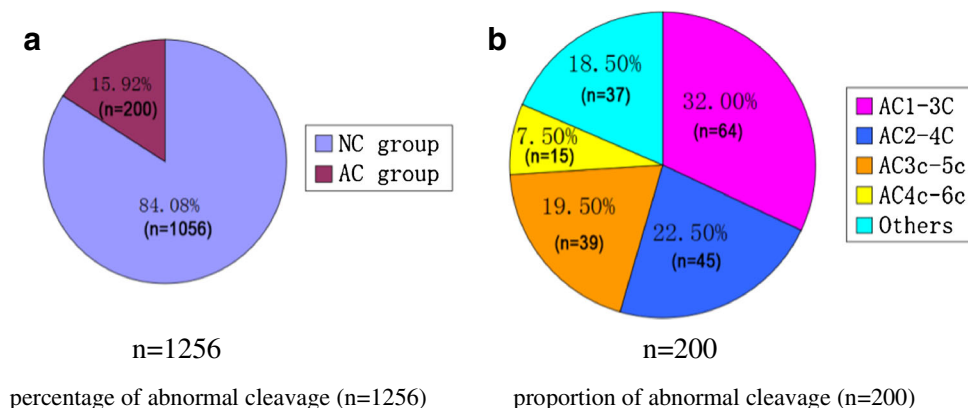 a
15.92%
(n=200)
84.08%
(n=1056)
NC group
AC group
n=1256
percentage of abnormal cleavage (n=1256)
b
18.50%
(n=37)
32.00%
(n=64)
7.50%
(n=15)
19.50%
(n=39)
22.50%
(n=45)
AC1-3C
AC2-4C
AC3c-5c
AC4c-6c
Others
n=200
proportion of abnormal cleavage (n=200)